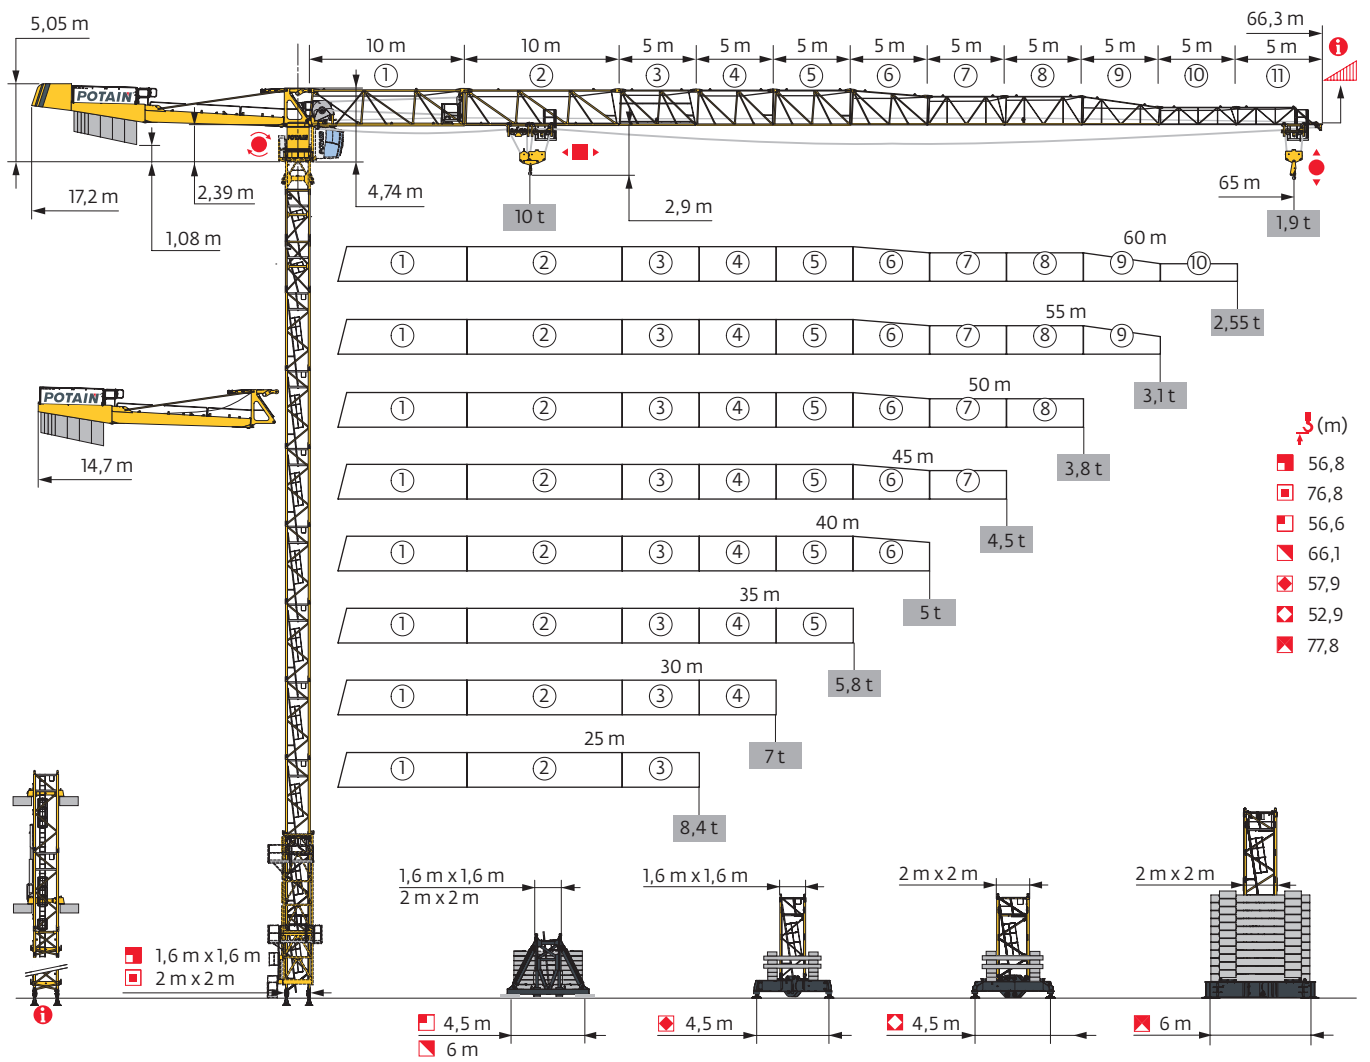 5,05 m
66,3 m
10 m
10 m
5 m
5 m
5 m
5 m
5 m
5 m
5 m
5 m
5 m
i
1
2
3
4
5
6
7
8
9
10
11
POTAIN
POTAIN
17,2 m
2,39 m
1,08 m
4,74 m
10 t
2,9 m
65 m
1,9 t
60 m
1 2 3 4 5 6 7 8 9 10
2,55 t
55 m
1 2 3 4 5 6 7 8 9
3,1 t
50 m
1 2 3 4 5 6 7 8
3,8 t
POTAIN
14,7 m
45 m
1 2 3 4 5 6 7
4,5 t
40 m
1 2 3 4 5 6
5 t
35 m
1 2 3 4 5
5,8 t
30 m
1 2 3 4
7 t
25 m
1 2 3
8,4 t
(m)
56,8
76,8
56,6
66,1
57,9
52,9
77,8
1,6 m x 1,6 m
2 m x 2 m
i
1,6 m x 1,6 m
2 m x 2 m
4,5 m
6 m
1,6 m x 1,6 m
4,5 m
2 m x 2 m
4,5 m
2 m x 2 m
6 m